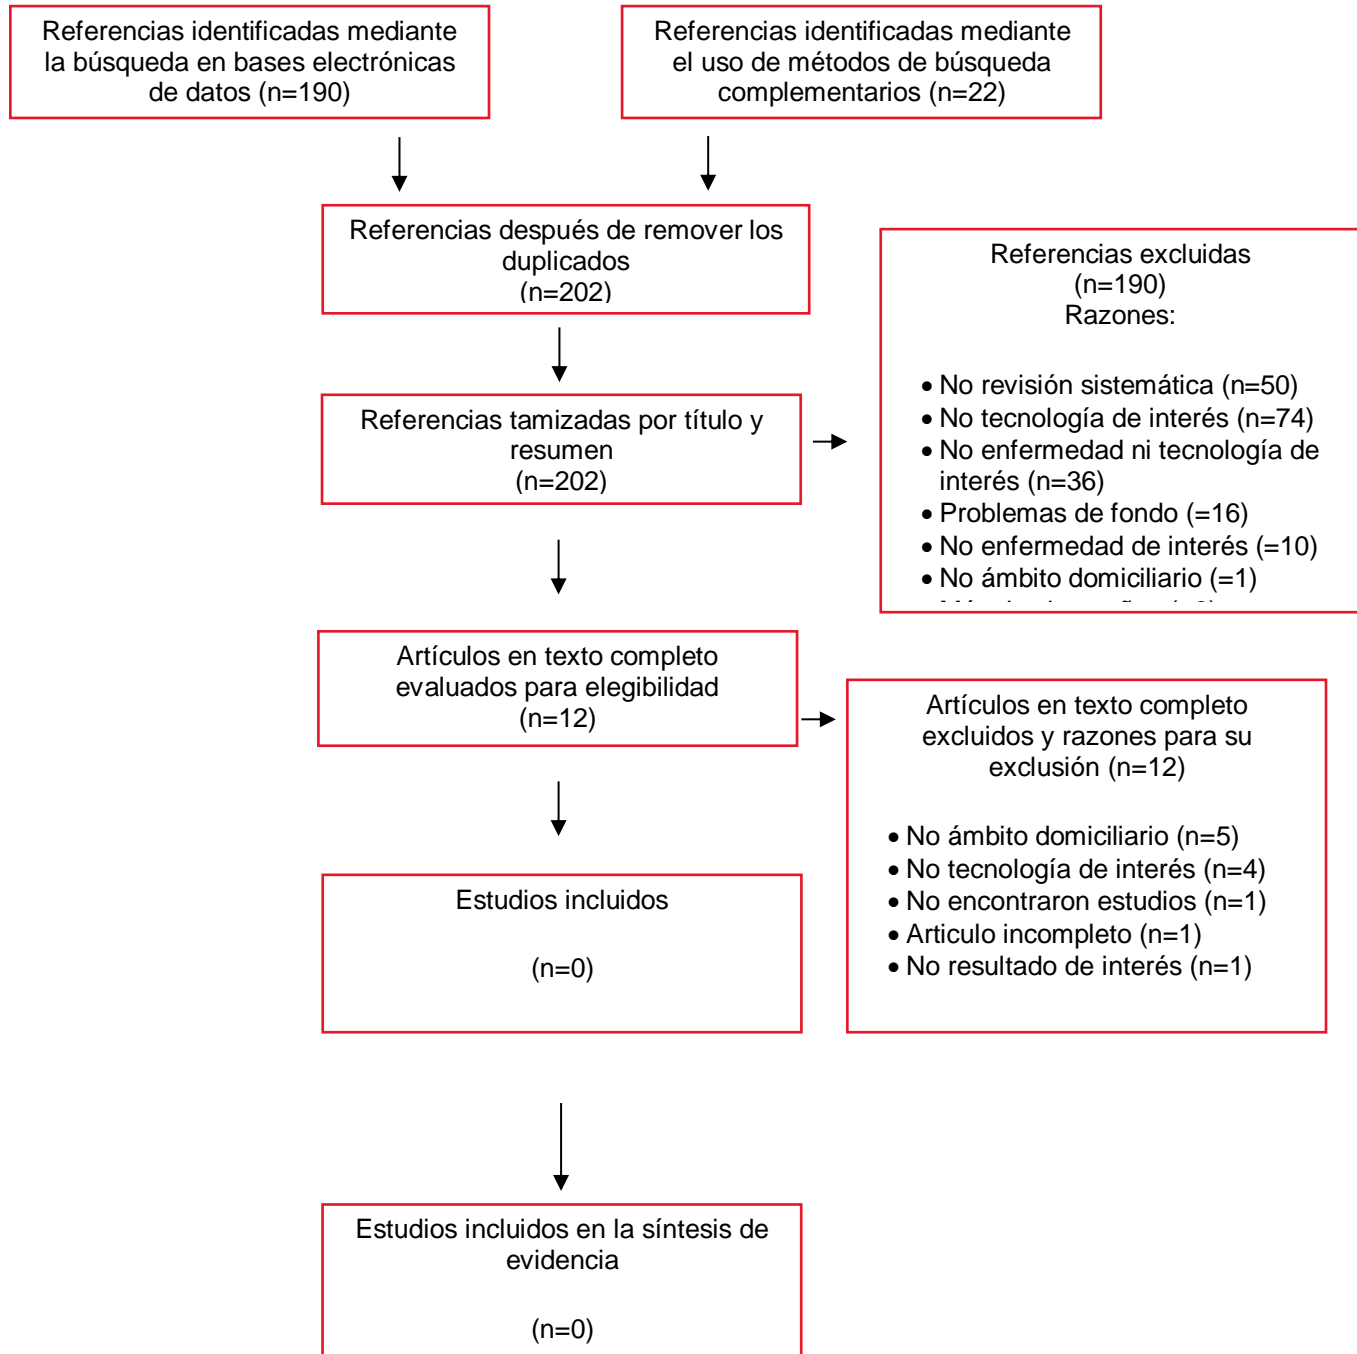 Referencias identificadas mediante
la búsqueda en bases electrónicas
de datos (n=190)
Referencias identificadas mediante
el uso de métodos de búsqueda
complementarios (n=22)
Referencias después de remover los
duplicados
(n=202)
Referencias tamizadas por título y
resumen
(n=202)
Referencias excluidas
(n=190)
Razones:
• No revisión sistemática (n=50)
• No tecnología de interés (n=74)
• No enfermedad ni tecnología de
interés (n=36)
• Problemas de fondo (=16)
• No enfermedad de interés (=10)
• No ámbito domiciliario (=1)
Artículos en texto completo
evaluados para elegibilidad
(n=12)
Artículos en texto completo
excluidos y razones para su
exclusión (n=12)
• No ámbito domiciliario (n=5)
• No tecnología de interés (n=4)
• No encontraron estudios (n=1)
• Articulo incompleto (n=1)
• No resultado de interés (n=1)
Estudios incluidos
(n=0)
Estudios incluidos en la síntesis de
evidencia
(n=0)